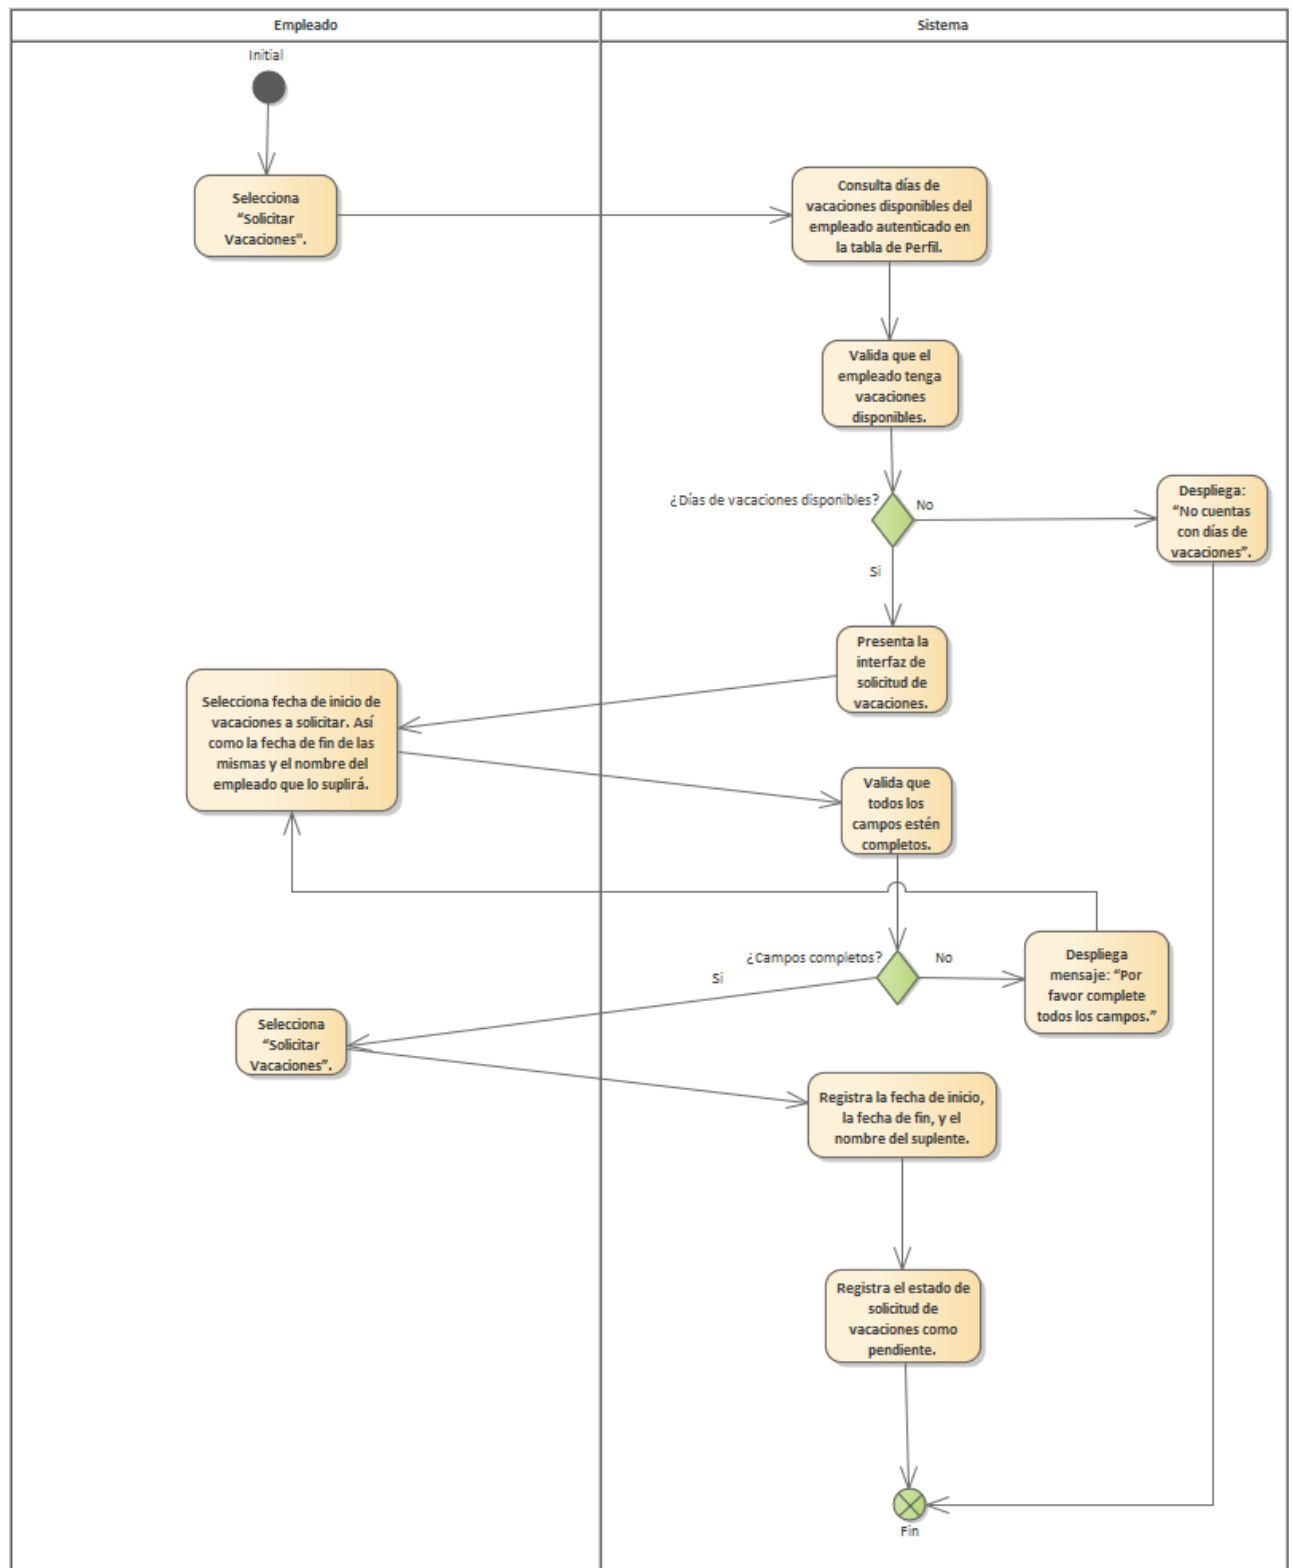 Empleado
Sistema
Initial
Selecciona
“Solicitar
Vacaciones".
Consulta días de
vacaciones disponibles del
empleado autenticado en
la tabla de Perfil.
Valida que el
empleado tenga
vacaciones
disponibles.
¿Días de vacaciones disponibles?
No
Despliega:
“No cuentas
con días de
vacaciones”.
Si
Presenta la
interfaz de
solicitud de
vacaciones.
Selecciona fecha de inicio de
vacaciones a solicitar. Así
como la fecha de fin de las
mismas y el nombre del
empleado que lo suplirá.
Valida que
todos los
campos estén
completos.
¿Campos completos?
No
Si
Despliega
mensaje: “Por
favor complete
todos los campos.”
Selecciona
“Solicitar
Vacaciones”.
Registra la fecha de inicio,
la fecha de fin, y el
nombre del suplente.
Registra el estado de
solicitud de
vacaciones como
pendiente.
Fin